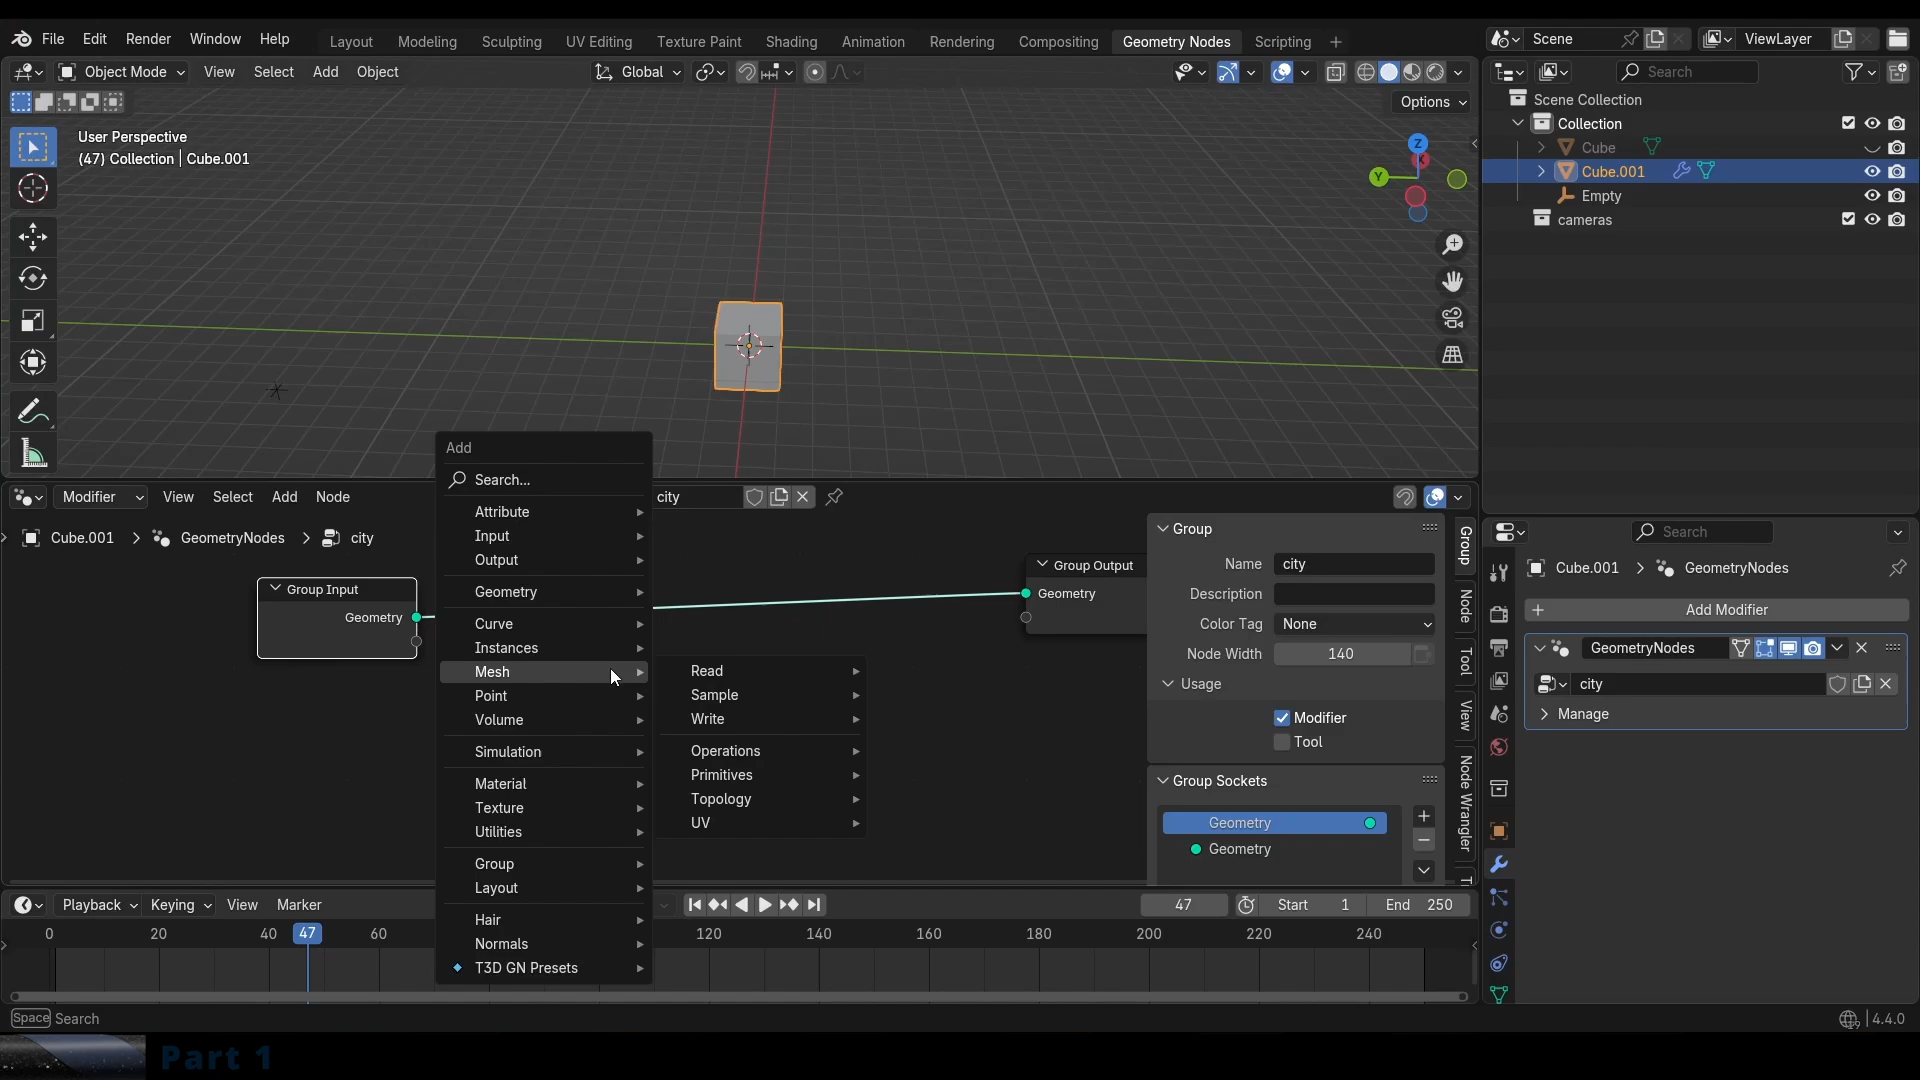 File Edit Render Window Help Layout Modeling Sculpting UV Editing Texture Paint Shading Animation Rendering Compositing Geometry Nodes Scripting + Scene ViewLayer
Object Mode View Select Add Object Global Search
Options
User Perspective
(47) Collection | Cube.001
Z
X
Y
Scene Collection
Collection
Cube
Cube.001
Empty
cameras
Modifier View Select Add Node city
Cube.001 GeometryNodes city
Group Input
Geometry
Add
Search...
Attribute
Input
Output
Geometry
Curve
Instances
Mesh
Point
Volume
Simulation
Material
Texture
Utilities
Group
Layout
Hair
Normals
T3D GN Presets
Read
Sample
Write
Operations
Primitives
Topology
UV
Group Output
Geometry
Group
Name city
Description
Color Tag None
Node Width 140
Usage
Modifier
Tool
Group Sockets
Geometry
Geometry
Group
Node
Tool
View
Node Wrangler
Search
Cube.001 GeometryNodes
Add Modifier
GeometryNodes
city
Manage
Playback Keying View Marker 47 Start 1 End 250
0 20 40 47 60 120 140 160 180 200 220 240
Space Search
4.4.0
Part 1